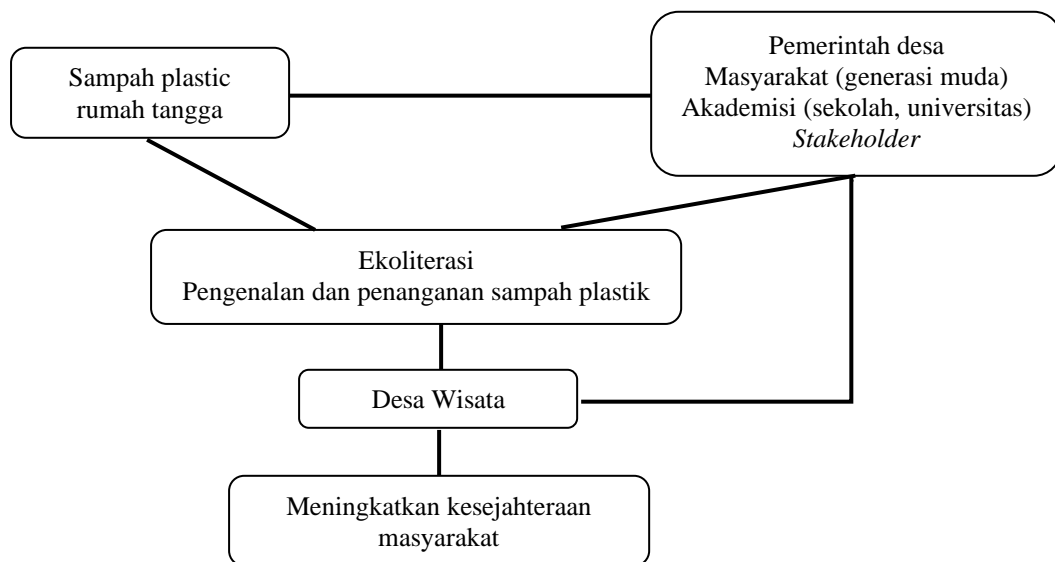 Sampah plastic
rumah tangga
Pemerintah desa
Masyarakat (generasi muda)
Akademisi (sekolah, universitas)
Stakeholder
Ekoliterasi
Pengenalan dan penanganan sampah plastik
Desa Wisata
Meningkatkan kesejahteraan
masyarakat